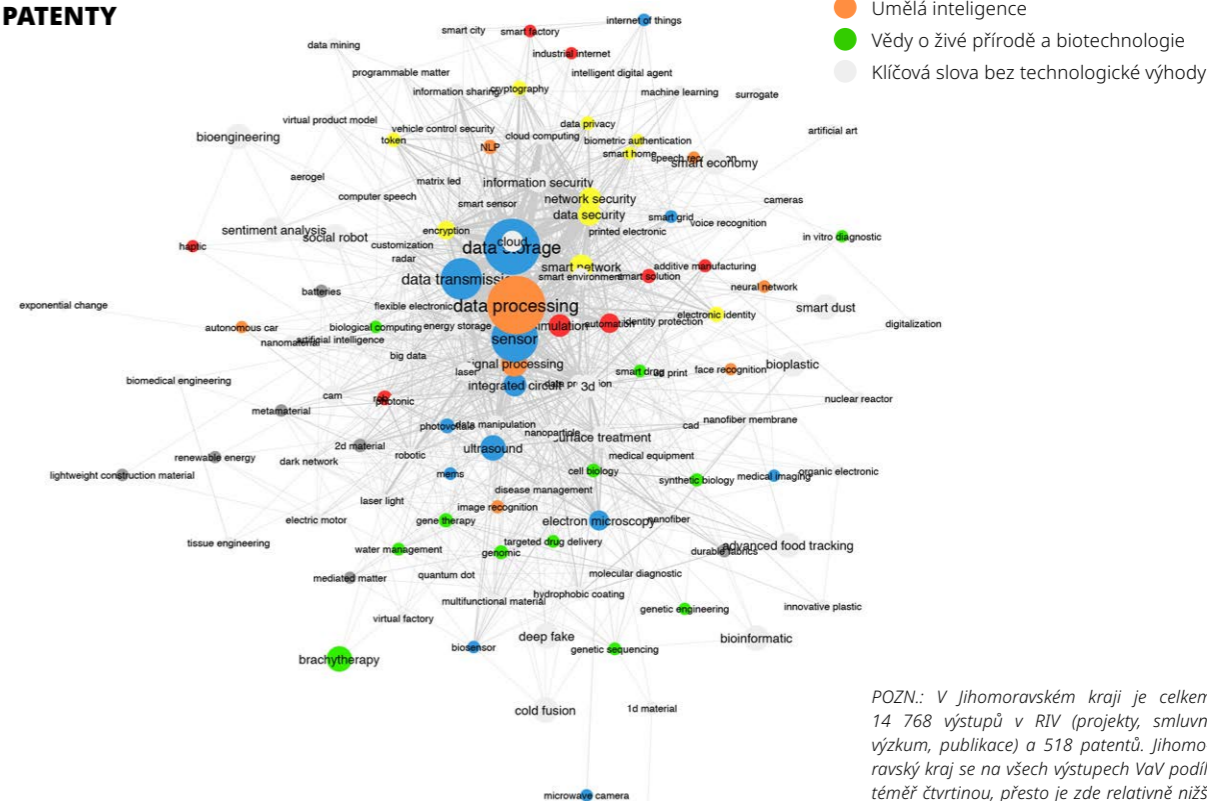 PATENTY
Umělá inteligence
Vědy o živé přírodě a biotechnologie
Klíčová slova bez technologické výhody
internet of things
smart city
smart factory
data mining
industrial internet
programmable matter
intelligent digital agent
information sharing
cryptography
machine learning
surrogate
virtual product model
vehicle control security
data privacy
artificial art
bioengineering
token
cloud computing
biometric authentication
NLP
smart home
smart economy
aerogel
matrix led
information security
computer speech
smart sensor
network security
cameras
data security
smart grid
voice recognition
sentiment analysis
social robot
encryption
printed electronic
in vitro diagnostic
haptic
customization
cloud
data storage
radar
smart network
additive manufacturing
data
smart environment
smart solution
batteries
neural network
exponential change
flexible electronic
data processing
smart dust
electronic identity
autonomous car
biological computing
energy storage
automation
identity protection
digitalization
nanomaterial
artificial intelligence
sensor
big data
processing
laser
smart drug
3d print
face recognition
bioplastic
biomedical engineering
integrated circuit
3d
cam
photonic
nuclear reactor
metamaterial
data manipulation
cad
nanofiber membrane
nanoparticle
treatment
2d material
robotic
ultrasound
medical equipment
renewable energy
dark network
lightweight construction material
mems
cell biology
synthetic biology
medical imaging
organic electronic
disease management
laser light
image recognition
electric motor
gene therapy
electron microscopy
nanofiber
tissue engineering
water management
genomic
targeted drug delivery
durable fabrics
advanced food tracking
mediated matter
quantum dot
molecular diagnostic
hydrophobic coating
multifunctional material
genetic engineering
innovative plastic
virtual factory
deep fake
bioinformatic
biosensor
genetic sequencing
brachytherapy
cold fusion
1d material
POZN.: V Jihomoravském kraji je celkem
14 768 výstupů v RIV (projekty, smluvn
výzkum, publikace) a 518 patentů. Jihomo-
ravský kraj se na všech výstupech VaV podíl
téměř čtvrtinou, přesto je zde relativně nižš
microwave camera